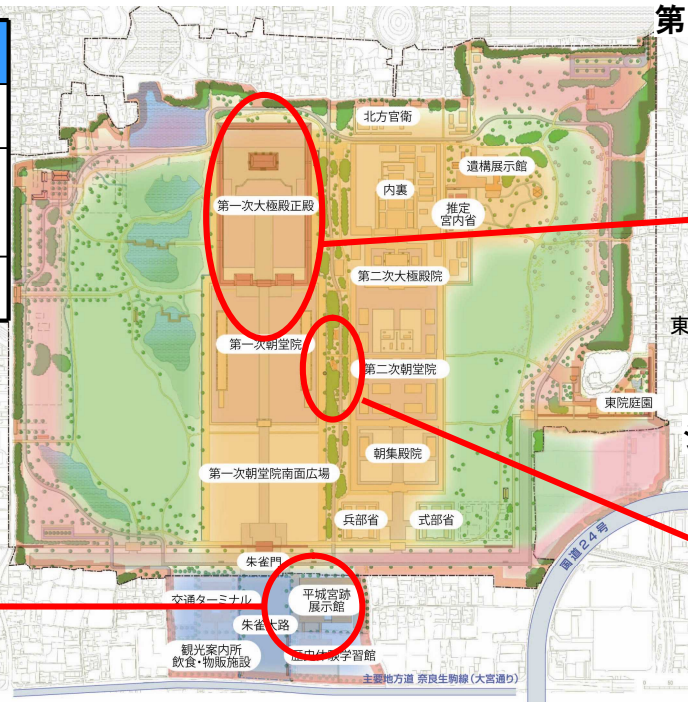 第
北方官衙
遺構展示館
内裏
第一次大極殿正殿
推定
宮内省
第二次大極殿院
東
第一次朝堂院
第二次朝堂院
東院庭園
朝集殿院
第一次朝堂院南面広場
兵部省
式部省
国道24号
朱雀門
交通ターミナル
平城宮跡
展示館
朱雀大路
観光案内所
飲食・物販施設
歴史体験学習館
主要地方道 奈良生駒線(大宮通り)